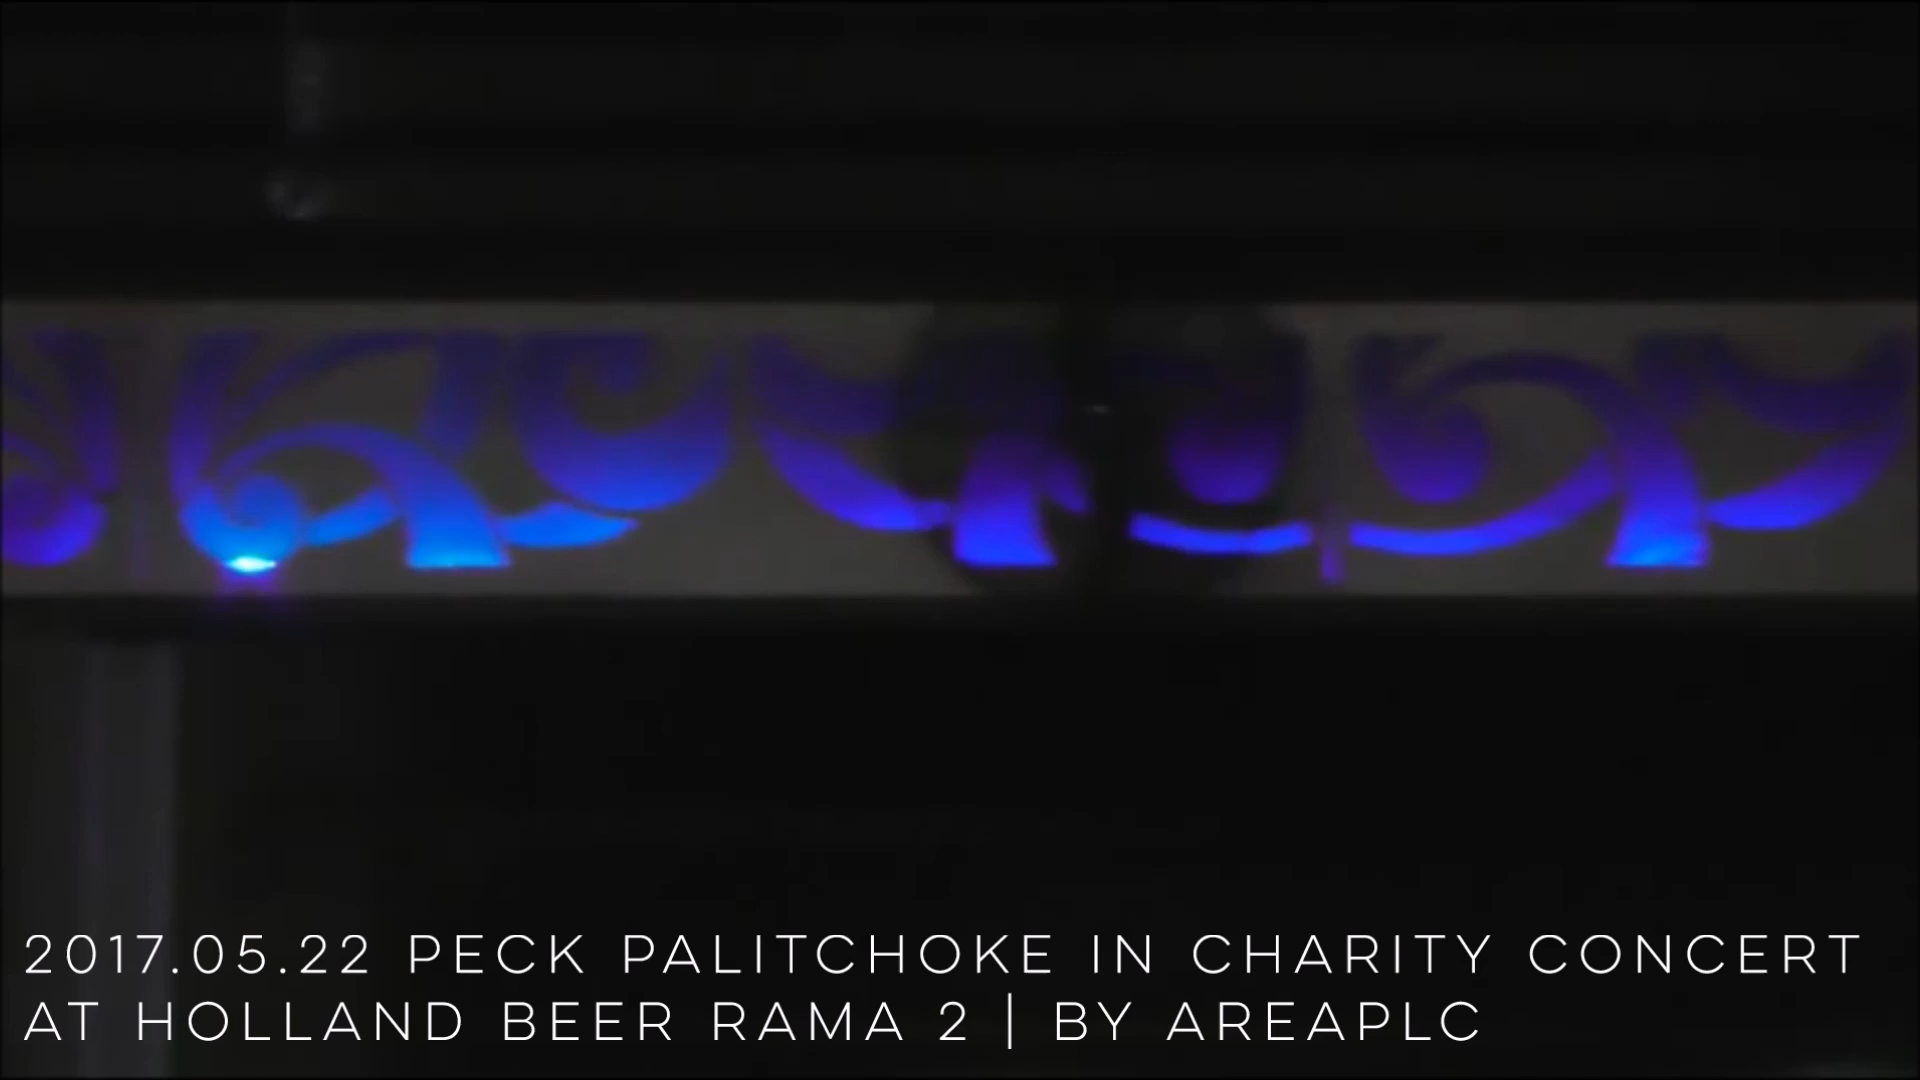 2017.05.22 PECK PALITCHOKE IN CHARITY CONCERT
AT HOLLAND BEER RAMA 2 | BY AREAPLC